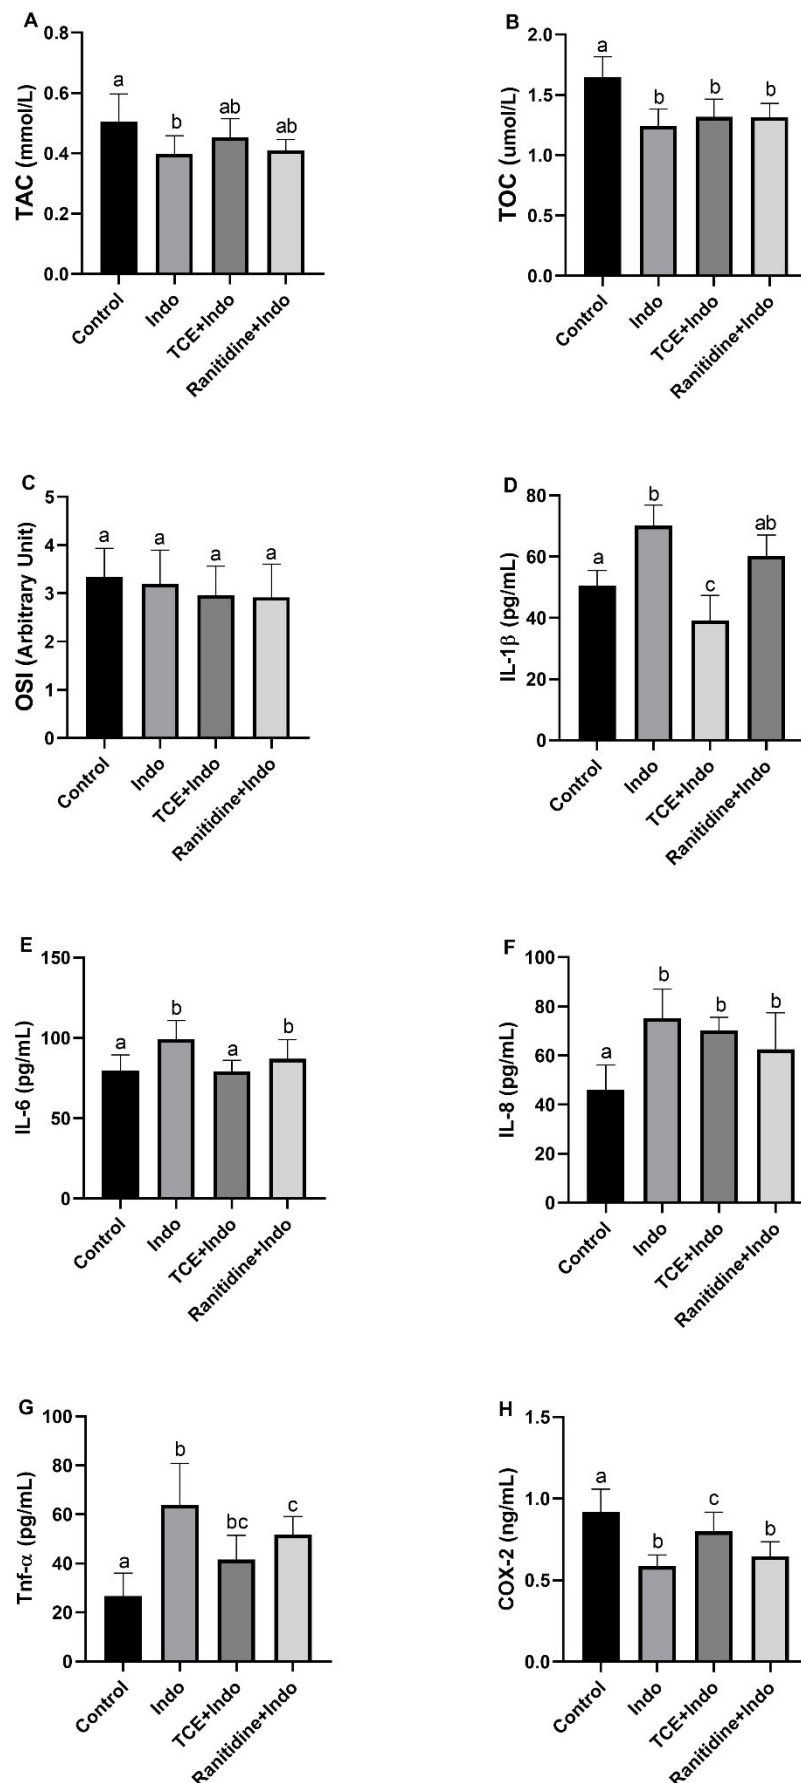 A
TAC (mmol/L)
0.8
0.6
0.4
0.2
0.0
a
b
ab
ab
Control
Indo
TCE+Indo
Ranitidine+Indo
B
TOC (umol/L)
2.0
1.5
1.0
0.5
0.0
a
b
b
b
Control
Indo
TCE+Indo
Ranitidine+Indo
C
OSI (Arbitrary Unit)
5
4
3
2
1
0
a
a
a
a
Control
Indo
TCE+Indo
Ranitidine+Indo
D
IL-1β (pg/mL)
80
60
40
20
0
a
b
c
ab
Control
Indo
TCE+Indo
Ranitidine+Indo
E
IL-6 (pg/mL)
150
100
50
0
a
b
a
b
Control
Indo
TCE+Indo
Ranitidine+Indo
F
IL-8 (pg/mL)
100
80
60
40
20
0
a
b
b
b
Control
Indo
TCE+Indo
Ranitidine+Indo
G
Tnf-α (pg/mL)
100
80
60
40
20
0
a
b
bc
c
Control
Indo
TCE+Indo
Ranitidine+Indo
H
COX-2 (ng/mL)
1.5
1.0
0.5
0.0
a
b
c
b
Control
Indo
TCE+Indo
Ranitidine+Indo